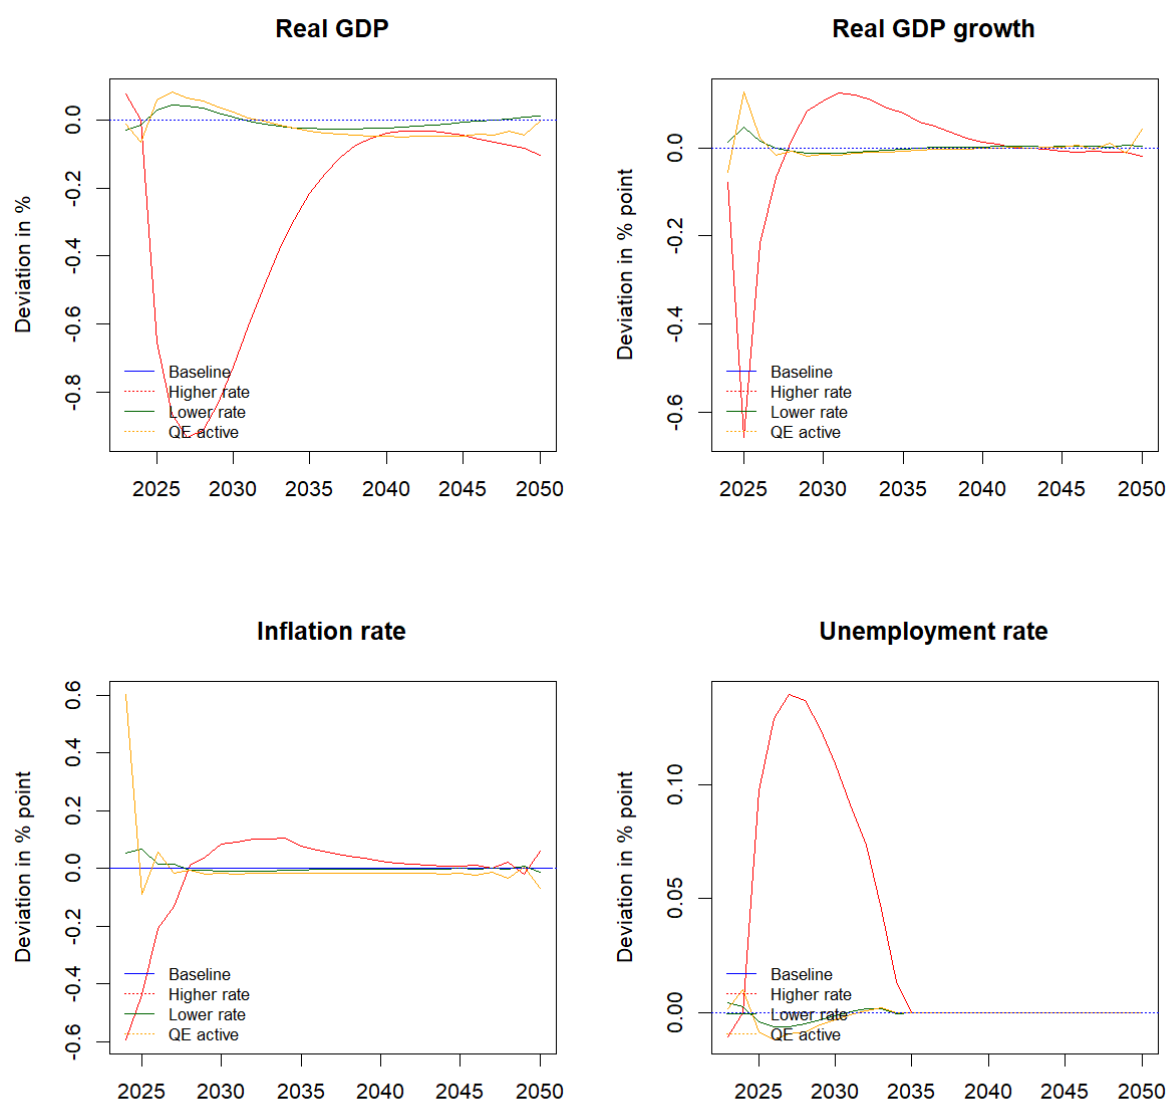 Real GDP
Deviation in %
0.0
-0.2
-0.4
-0.6
-0.8
Baseline
Higher rate
Lower rate
QE active
2025 2030 2035 2040 2045 2050
Real GDP growth
Deviation in % point
0.0
-0.2
-0.4
-0.6
Baseline
Higher rate
Lower rate
QE active
2025 2030 2035 2040 2045 2050
Inflation rate
Deviation in % point
0.6
0.4
0.2
0.0
-0.2
-0.4
-0.6
Baseline
Higher rate
Lower rate
QE active
2025 2030 2035 2040 2045 2050
Unemployment rate
Deviation in % point
0.10
0.05
0.00
Baseline
Higher rate
Lower rate
QE active
2025 2030 2035 2040 2045 2050